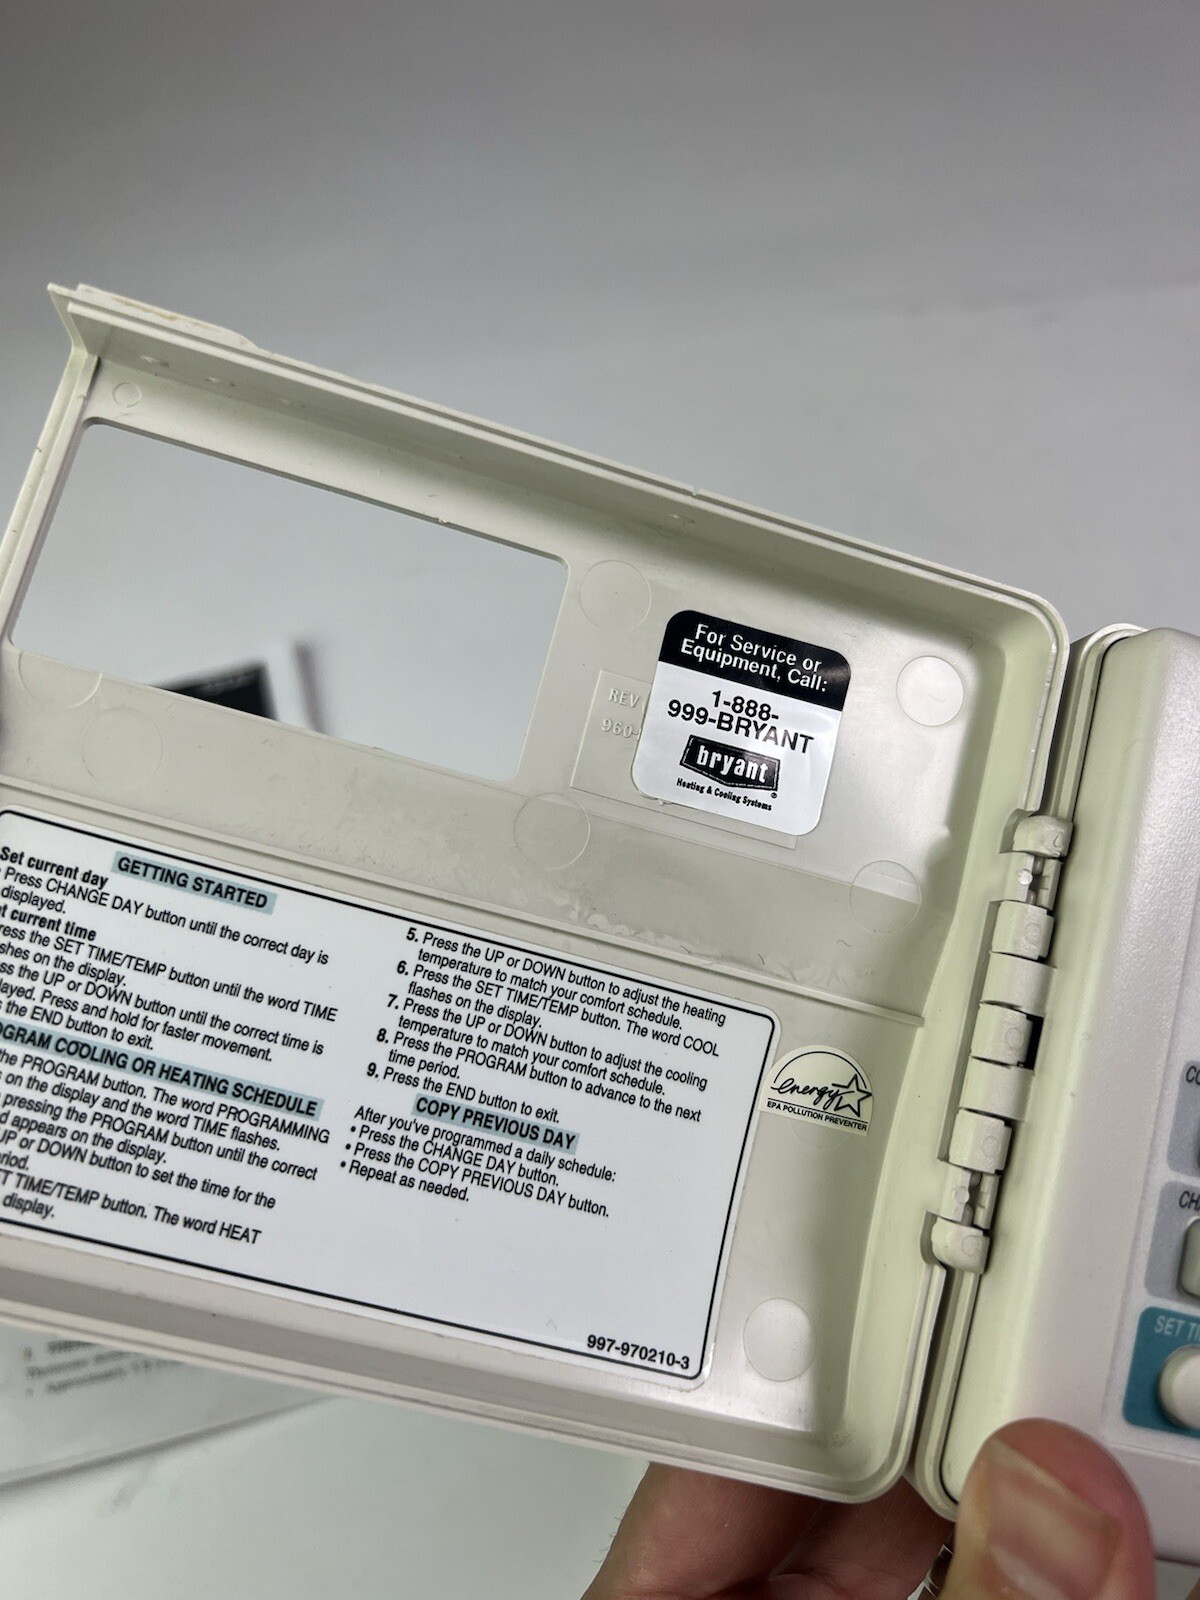 For Service or
Equipment, Call:
1-888-
999-BRYANT
bryant
®
Heating & Cooling Systems
REV
960-
GETTING STARTED
Set current day
Press CHANGE DAY button until the correct day is
displayed.
t current time
ress the SET TIME/TEMP button until the word TIME
shes on the display.
ss the UP or DOWN button until the correct time is
layed. Press and hold for faster movement.
s the END button to exit.
OGRAM COOLING OR HEATING SCHEDULE
the PROGRAM button. The word PROGRAMMING
s on the display and the word TIME flashes.
pressing the PROGRAM button until the correct
d appears on the display.
UP or DOWN button to set the time for the
riod.
ET TIME/TEMP button. The word HEAT
display.
5. Press the UP or DOWN button to adjust the heating
temperature to match your comfort schedule.
6. Press the SET TIME/TEMP button. The word COOL
flashes on the display.
7. Press the UP or DOWN button to adjust the cooling
temperature to match your comfort schedule.
8. Press the PROGRAM button to advance to the next
time period.
9. Press the END button to exit.
COPY PREVIOUS DAY
After you've programmed a daily schedule:
• Press the CHANGE DAY button.
• Press the COPY PREVIOUS DAY button.
• Repeat as needed.
997-970210-3
energy
EPA POLLUTION PREVENTER
CO
CH
SET T